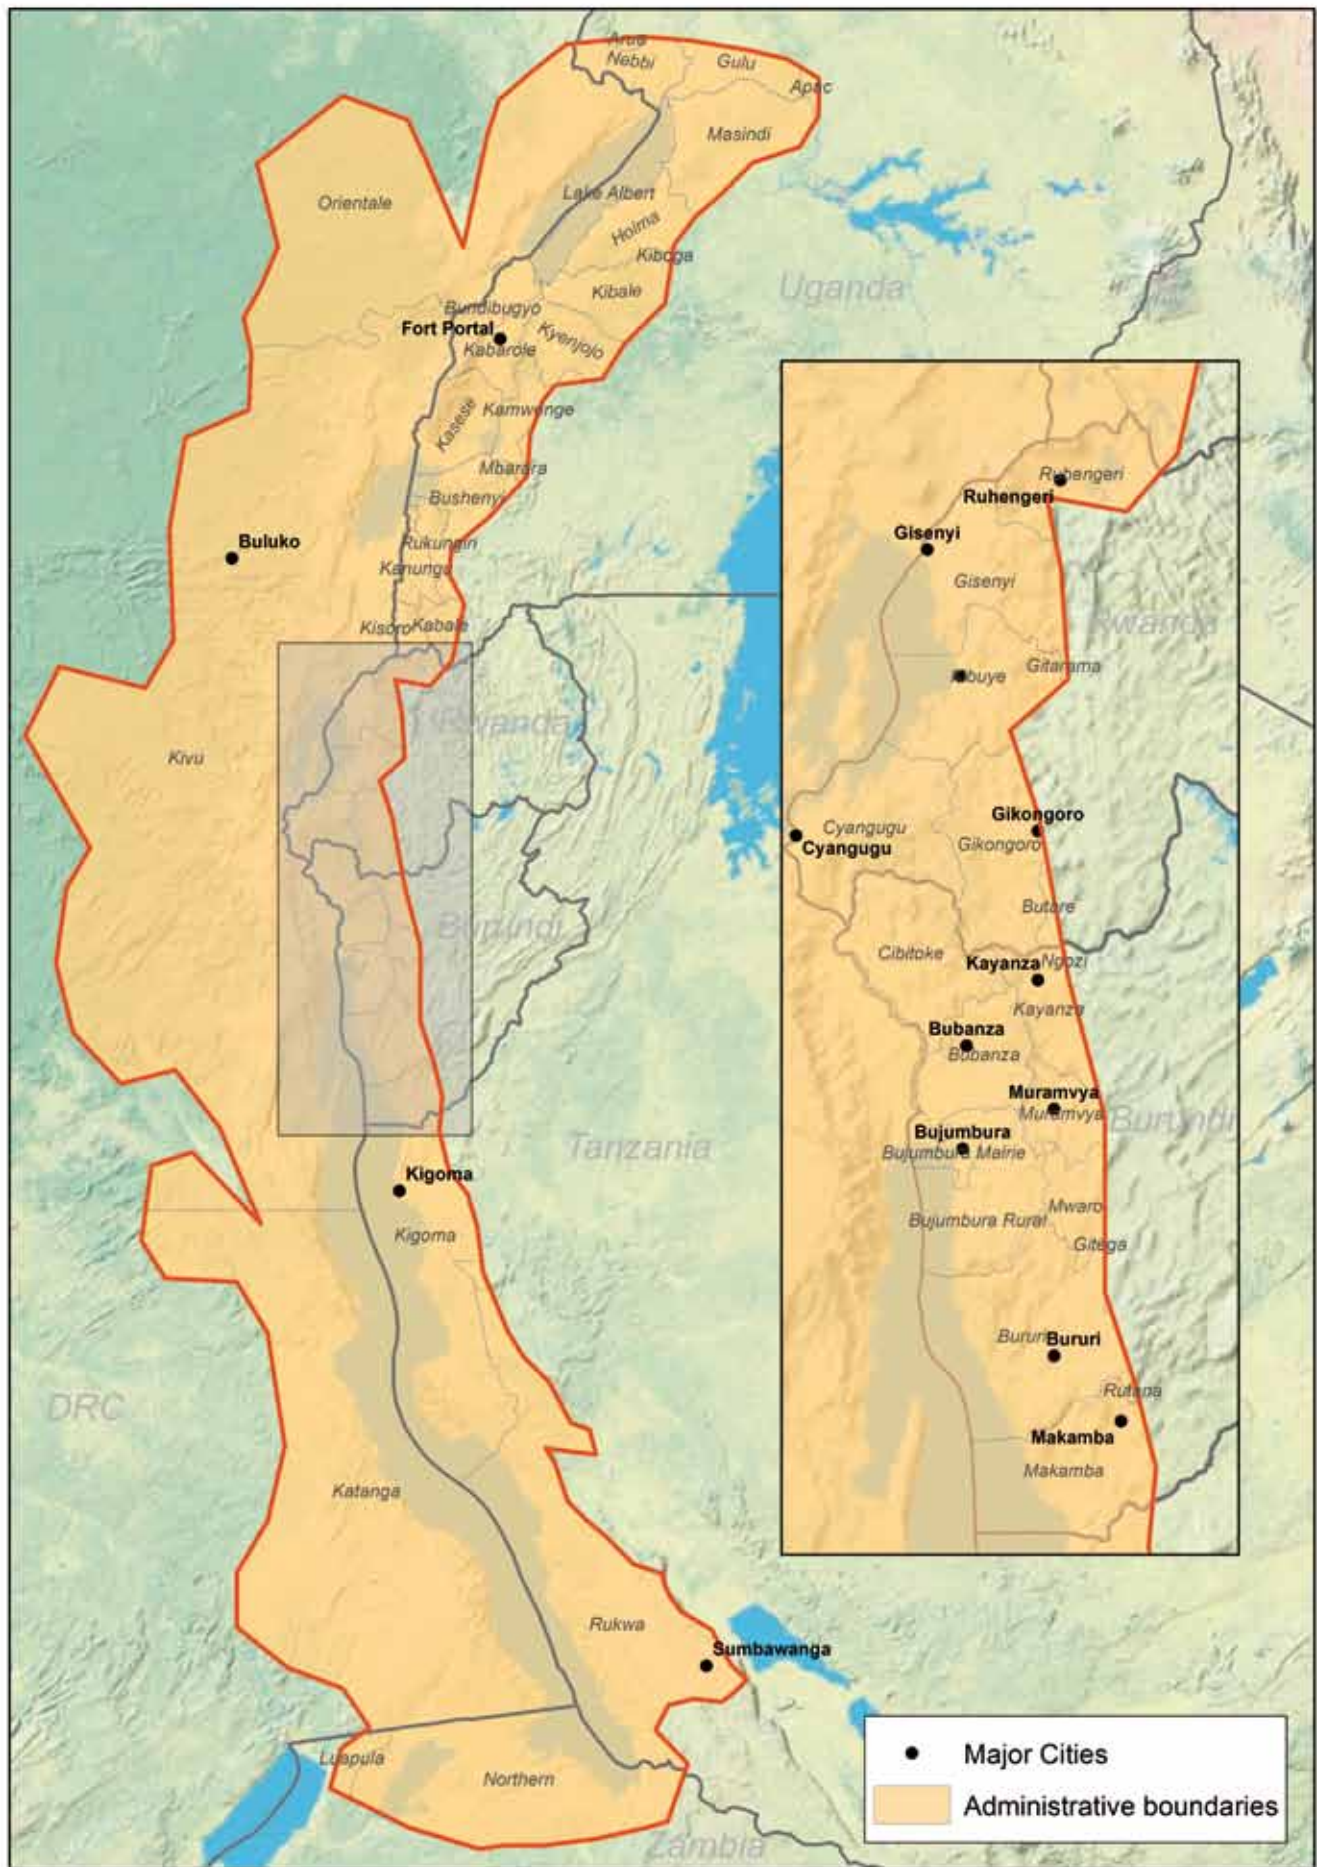 Arua
Nebbi
Gulu
Apac
Masindi
Orientale
Lake Albert
Hoima
Kiboga
Uganda
Kibale
Bundibugyo
Fort Portal
Kyenjojo
Kabarole
Kasese
Kamwenge
Mbarara
Bushenyi
Buluko
Rukungiri
Kanungu
Kisoro
Kabale
Rwanda
Kivu
Burundi
Tanzania
Kigoma
Kigoma
DRC
Katanga
Rukwa
Sumbawanga
Luapula
Northern
Zambia
Ruhengeri
Gisenyi
Gisenyi
Rwanda
Gitarama
Gikongoro
Cyangugu
Cyangugu
Gikongoro
Butare
Cibitoke
Kayanza
Ngozi
Kayanza
Bubanza
Bubanza
Muramvya
Muramvya
Burundi
Bujumbura
Bujumbura Mairie
Mwaro
Bujumbura Rural
Gitega
Bururi
Bururi
Rutana
Makamba
Makamba
Major Cities
Administrative boundaries